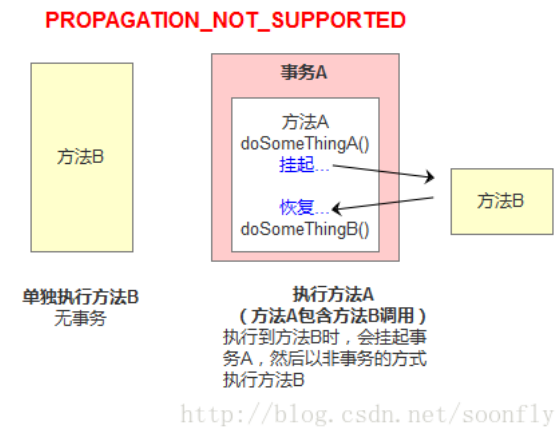 PROPAGATION_NOT_SUPPORTED
方法B
单独执行方法B
无事务
事务A
方法A
doSomeThingA()
挂起...
恢复...
doSomeThingB()
方法B
执行方法A
（方法A包含方法B调用）
执行到方法B时，会挂起事
务A，然后以非事务的方式
执行方法B
http://blog.csdn.net/soonfly